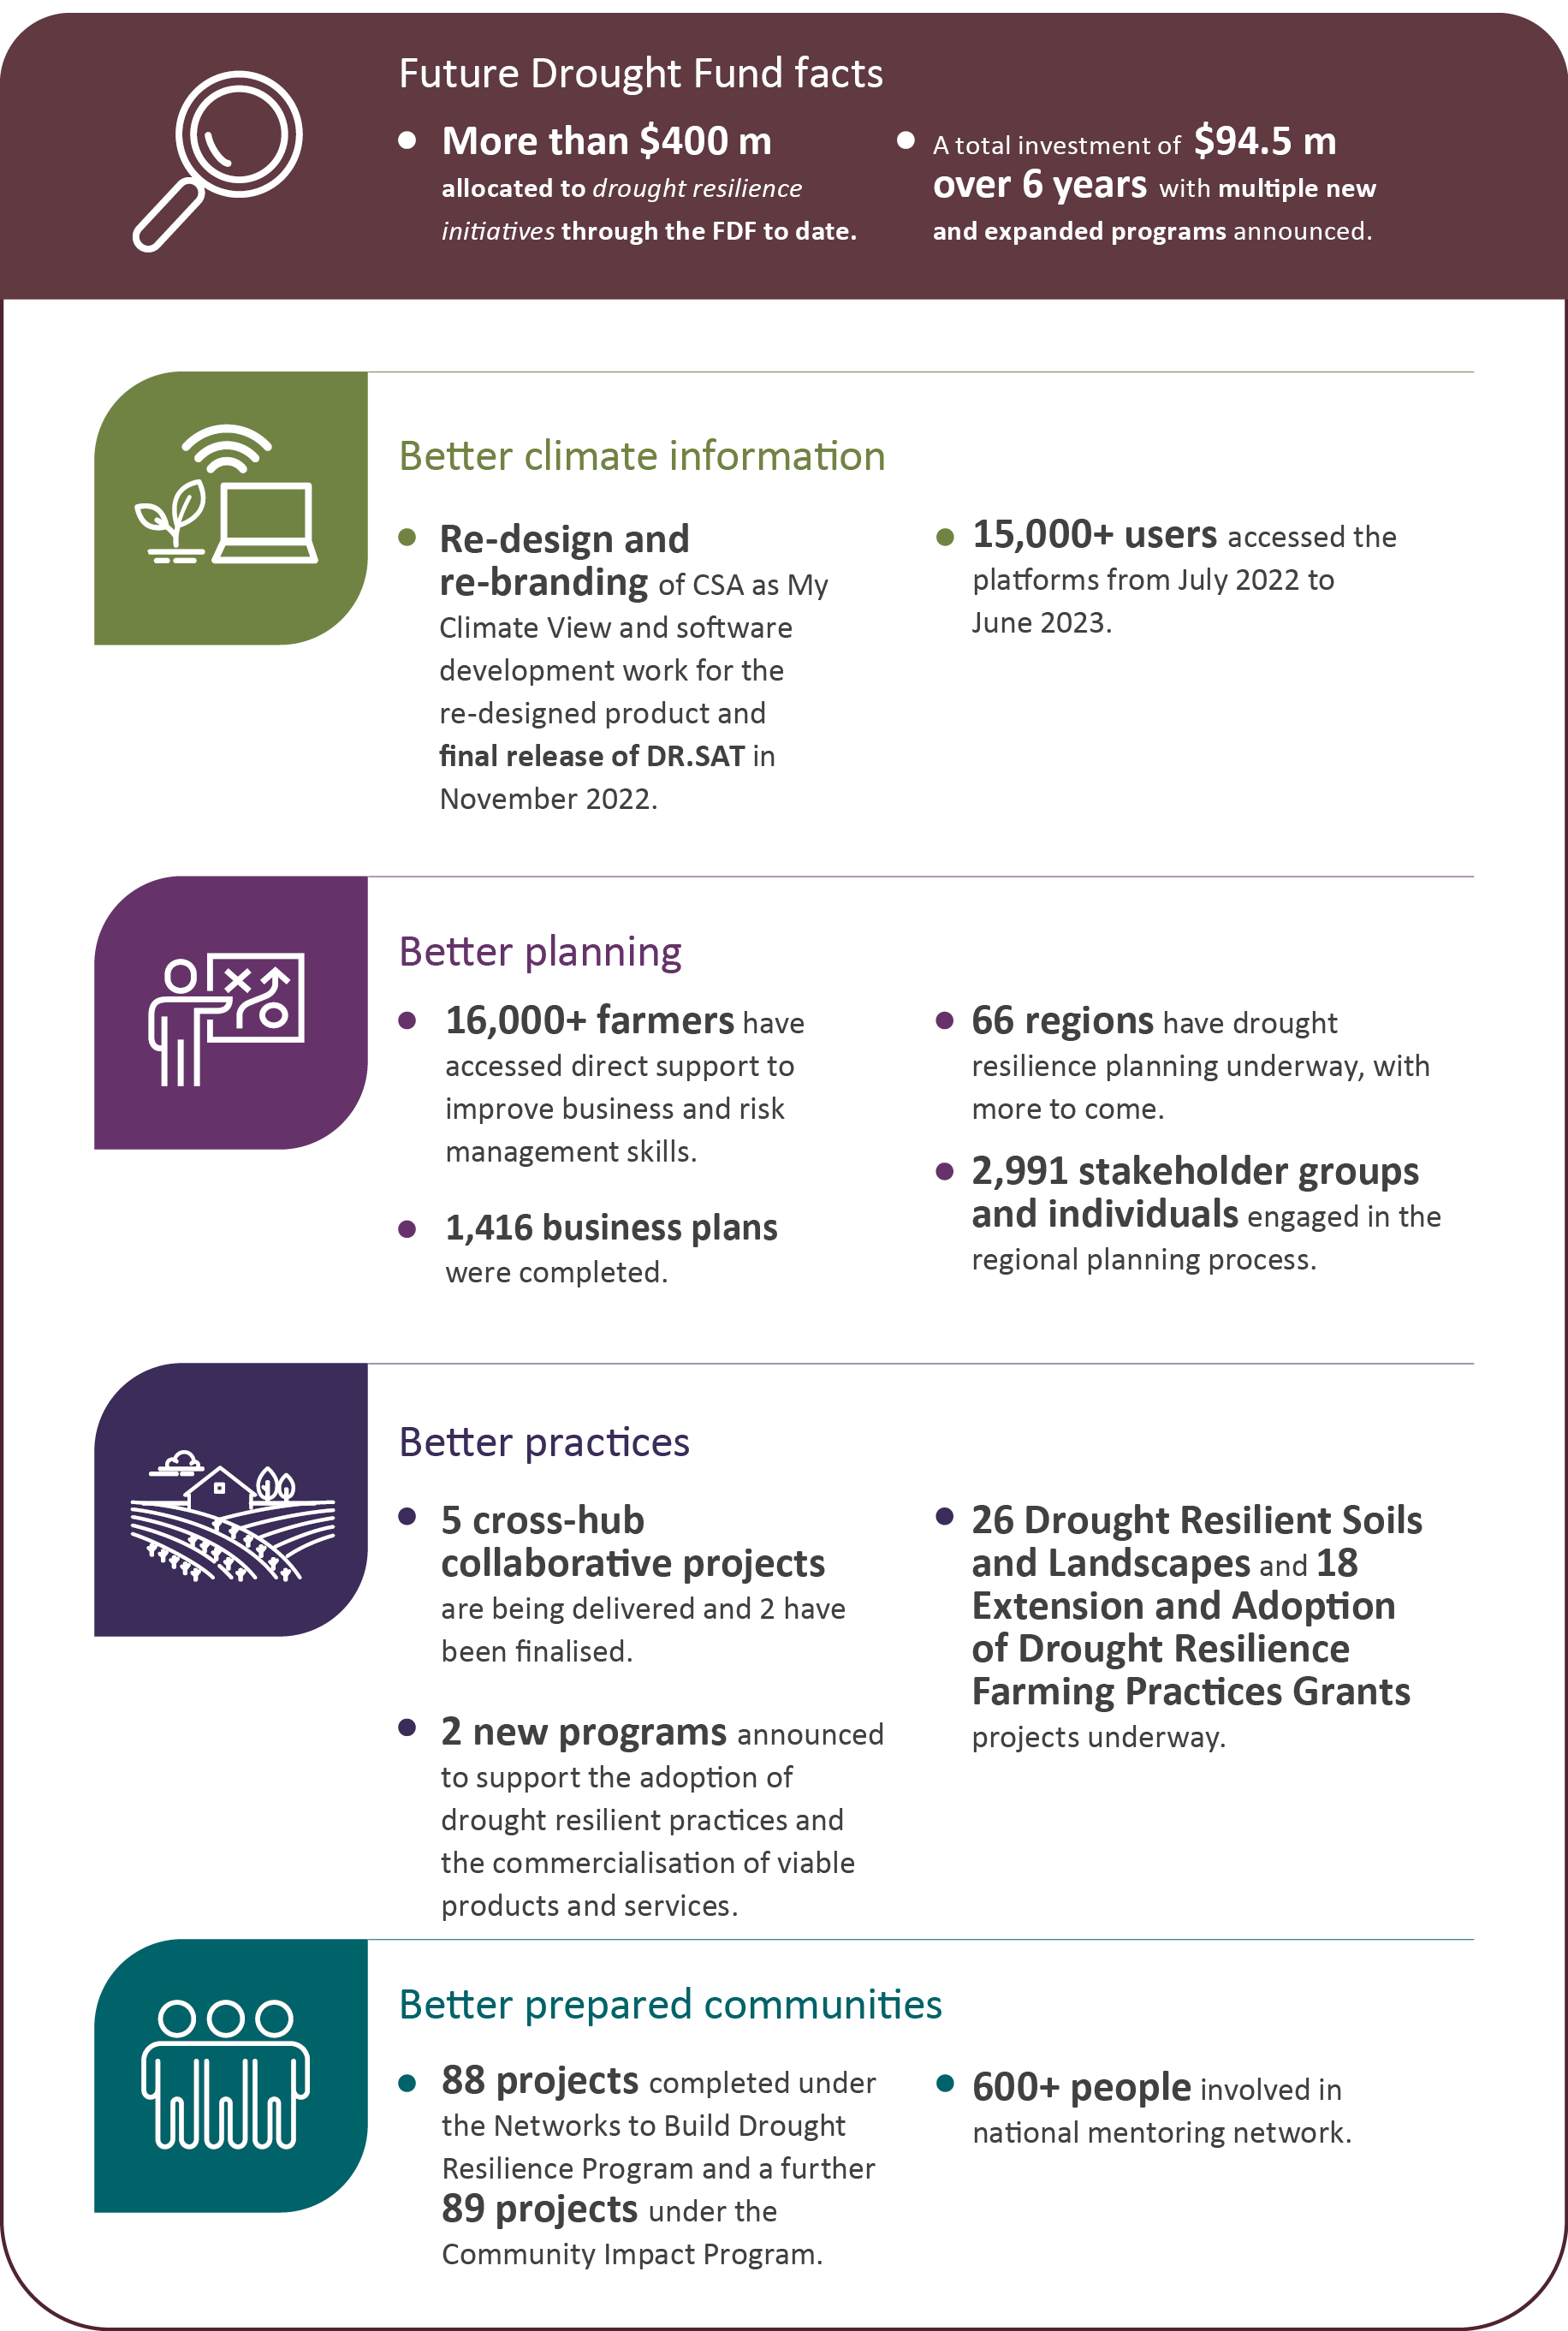 Future Drought Fund facts
More than $400 m
allocated to drought resilience
initiatives through the FDF to date.
A total investment of $94.5 m
over 6 years with multiple new
and expanded programs announced.
Better climate information
Re-design and
re-branding of CSA as My
Climate View and software
development work for the
re-designed product and
final release of DR.SAT in
November 2022.
15,000+ users accessed the
platforms from July 2022 to
June 2023.
Better planning
16,000+ farmers have
accessed direct support to
improve business and risk
management skills.
1,416 business plans
were completed.
66 regions have drought
resilience planning underway, with
more to come.
2,991 stakeholder groups
and individuals engaged in the
regional planning process.
Better practices
5 cross-hub
collaborative projects
are being delivered and 2 have
been finalised.
2 new programs announced
to support the adoption of
drought resilient practices and
the commercialisation of viable
products and services.
26 Drought Resilient Soils
and Landscapes and 18
Extension and Adoption
of Drought Resilience
Farming Practices Grants
projects underway.
Better prepared communities
88 projects completed under
the Networks to Build Drought
Resilience Program and a further
89 projects under the
Community Impact Program.
600+ people involved in
national mentoring network.